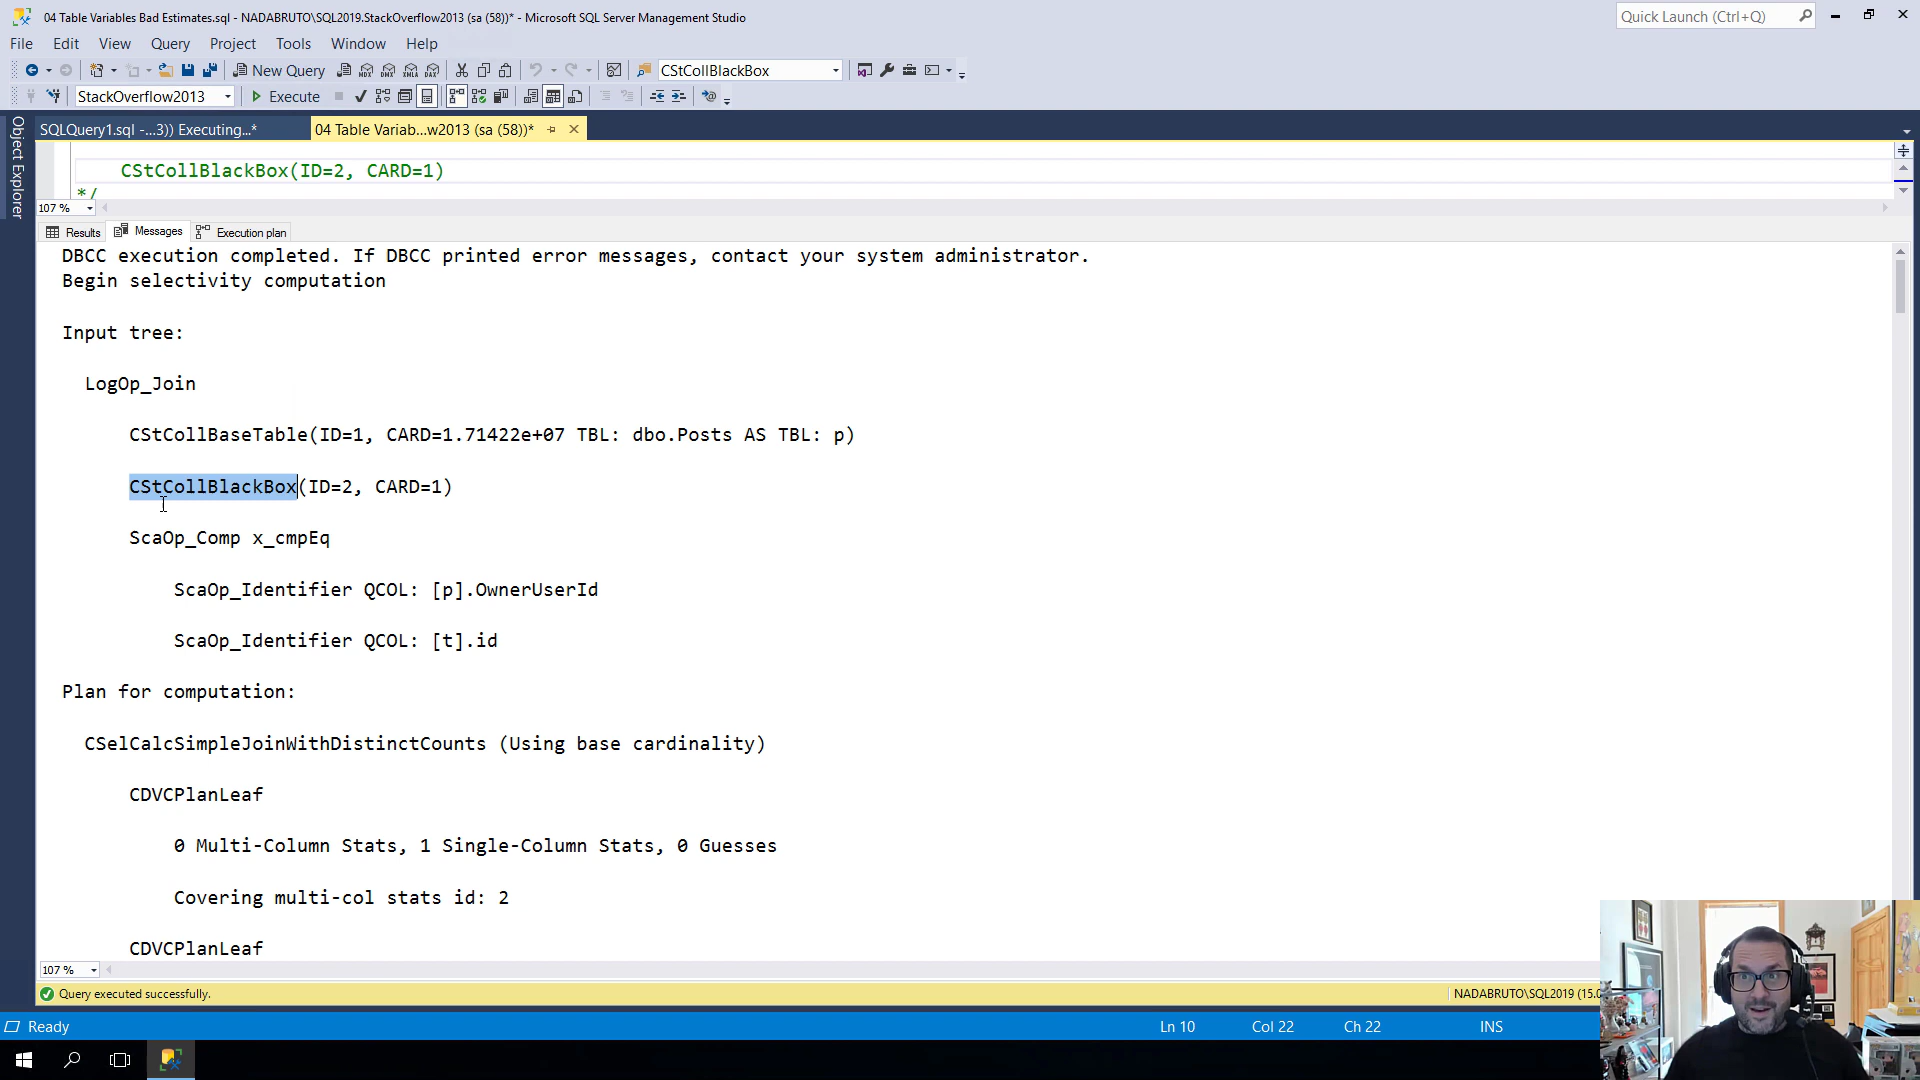 04 Table Variables Bad Estimates.sql - NADABRUTO\SQL2019.StackOverflow2013 (sa (58))* - Microsoft SQL Server Management Studio
Quick Launch (Ctrl+Q)
File Edit View Query Project Tools Window Help
New Query CStCollBlackBox
StackOverflow2013 Execute
SQLQuery1.sql -...3)) Executing...* 04 Table Variab...w2013 (sa (58))*
Object Explorer
CStCollBlackBox(ID=2, CARD=1)
*/
107 %
Results Messages Execution plan
DBCC execution completed. If DBCC printed error messages, contact your system administrator.
Begin selectivity computation
Input tree:
LogOp_Join
CStCollBaseTable(ID=1, CARD=1.71422e+07 TBL: dbo.Posts AS TBL: p)
CStCollBlackBox(ID=2, CARD=1)
ScaOp_Comp x_cmpEq
ScaOp_Identifier QCOL: [p].OwnerUserId
ScaOp_Identifier QCOL: [t].id
Plan for computation:
CSelCalcSimpleJoinWithDistinctCounts (Using base cardinality)
CDVCPlanLeaf
0 Multi-Column Stats, 1 Single-Column Stats, 0 Guesses
Covering multi-col stats id: 2
CDVCPlanLeaf
107 %
Query executed successfully. NADABRUTO\SQL2019 (15.0
Ready Ln 10 Col 22 Ch 22 INS